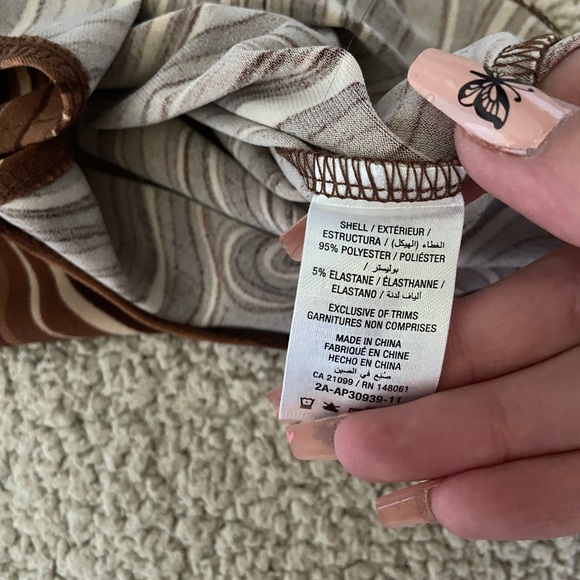 SHELL / EXTÉRIEUR /
ESTRUCTURA / الغطاء (الهيكل)
95% POLYESTER / POLIÉSTER
/ بوليستر
5% ELASTANE / ÉLASTHANNE /
ELASTANO / ألياف لدنة
EXCLUSIVE OF TRIMS
GARNITURES NON COMPRISES
MADE IN CHINA
FABRIQUÉ EN CHINE
HECHO EN CHINA
صُنع في الصين
CA 21099 / RN 148061
2A-AP30939-11